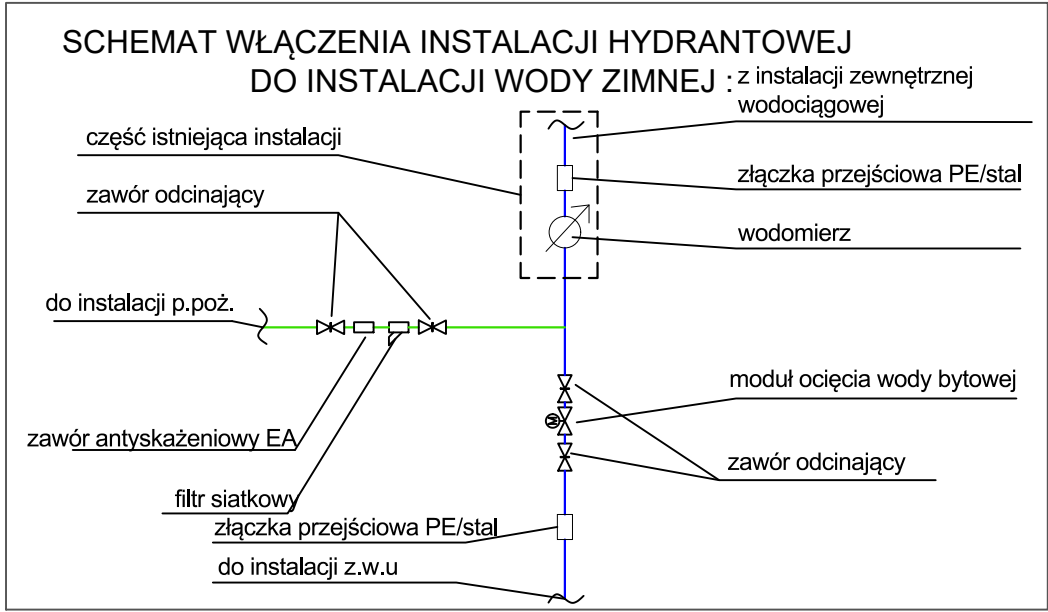 SCHEMAT WŁĄCZENIA INSTALACJI HYDRANTOWEJ
DO INSTALACJI WODY ZIMNEJ :
z instalacji zewnętrznej
wodociągowej
część istniejąca instalacji
złączka przejściowa PE/stal
zawór odcinający
wodomierz
do instalacji p.poż.
moduł ocięcia wody bytowej
M
zawór antyskażeniowy EA
zawór odcinający
filtr siatkowy
złączka przejściowa PE/stal
do instalacji z.w.u